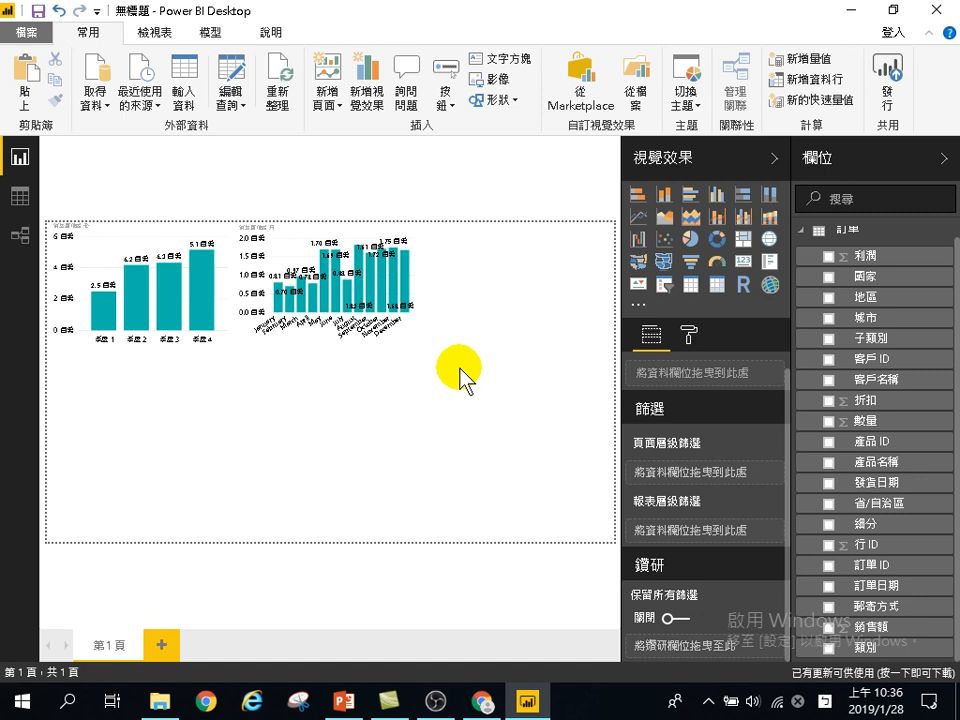 無標題 - Power BI Desktop
檔案 常用 檢視表 模型 說明 登入
貼上
剪貼簿
取得資料
最近使用的來源
輸入資料
編輯查詢
重新整理
外部資料
新增頁面
新增視覺效果
詢問問題
按鈕
文字方塊
影像
形狀
插入
從 Marketplace
從檔案
自訂視覺效果
切換主題
主題
管理關聯
關聯性
新增量值
新增資料行
新的快速量值
計算
發行
共用
6 百萬
4 百萬
2 百萬
0 百萬
2.5 百萬
4.2 百萬
4.3 百萬
5.1 百萬
季度 1 季度 2 季度 3 季度 4
2.0 百萬
1.5 百萬
1.0 百萬
0.5 百萬
0.0 百萬
1.70 百萬
1.75 百萬
January
February
March
April
May
June
July
August
September
October
November
December
視覺效果
將資料欄位拖曳到此處
篩選
頁面層級篩選
將資料欄位拖曳到此處
報表層級篩選
將資料欄位拖曳到此處
鑽研
保留所有篩選
關閉
將鑽研欄位拖曳至此
欄位
搜尋
訂單
利潤
國家
地區
城市
子類別
客戶 ID
客戶名稱
折扣
數量
產品 ID
產品名稱
發貨日期
省/自治區
細分
行 ID
訂單 ID
訂單日期
郵寄方式
銷售額
類別
啟用 Windows
移至 [設定] 以啟用 Windows。
第 1 頁
第 1 頁，共 1 頁
已有更新可供使用 (按一下即可下載)
上午 10:36
2019/1/28